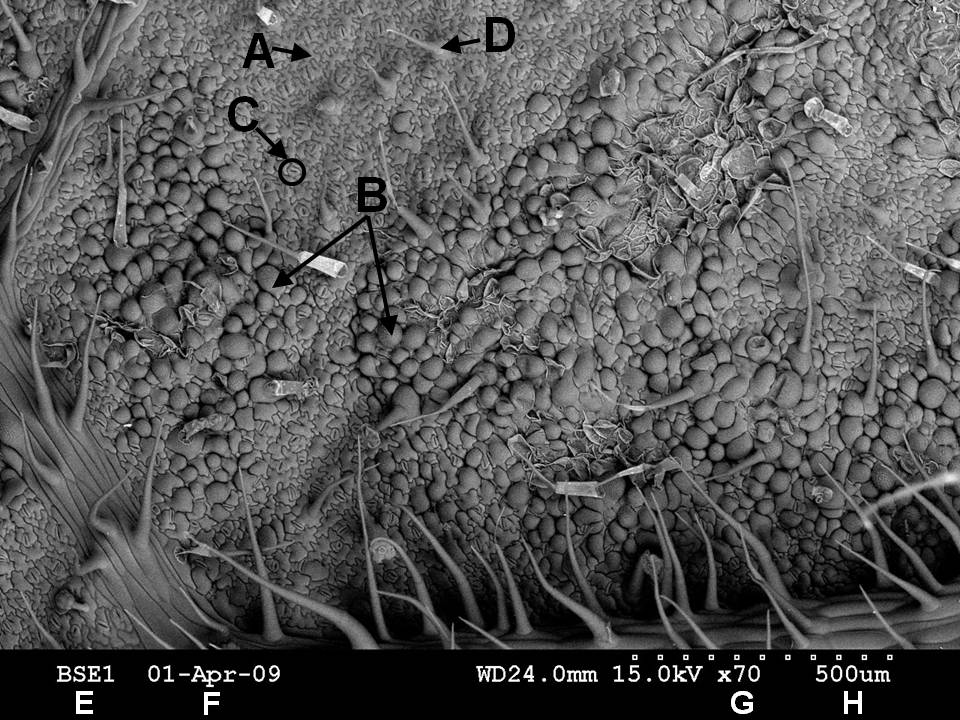 A D
C
B
BSE1 01-Apr-09 WD24.0mm 15.0kV x70 500um
E F G H